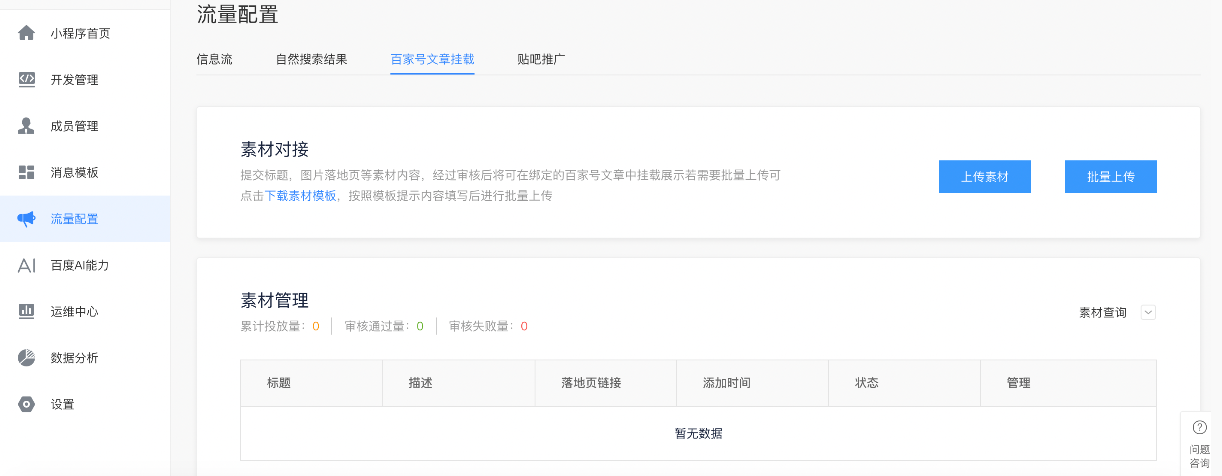 流量配置
小程序首页
开发管理
成员管理
消息模板
流量配置
百度AI能力
运维中心
数据分析
设置
信息流 自然搜索结果 百家号文章挂载 贴吧推广
素材对接
提交标题，图片落地页等素材内容，经过审核后将可在绑定的百家号文章中挂载展示若需要批量上传可
点击下载素材模板，按照模板提示内容填写后进行批量上传
上传素材 批量上传
素材管理
累计投放量：0 审核通过量：0 审核失败量：0
素材查询
标题 描述 落地页链接 添加时间 状态 管理
暂无数据
问题
咨询